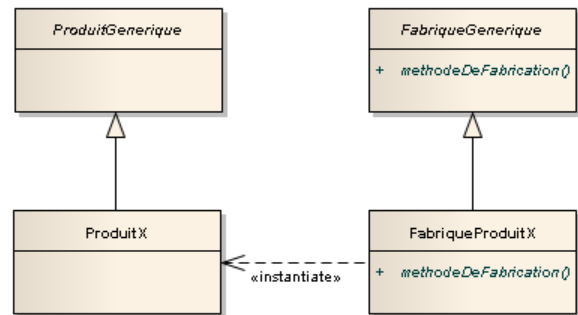 ProduitGenerique
FabriqueGenerique
+ methodeDeFabrication()
ProduitX
FabriqueProduitX
«instantiate»
+ methodeDeFabrication()